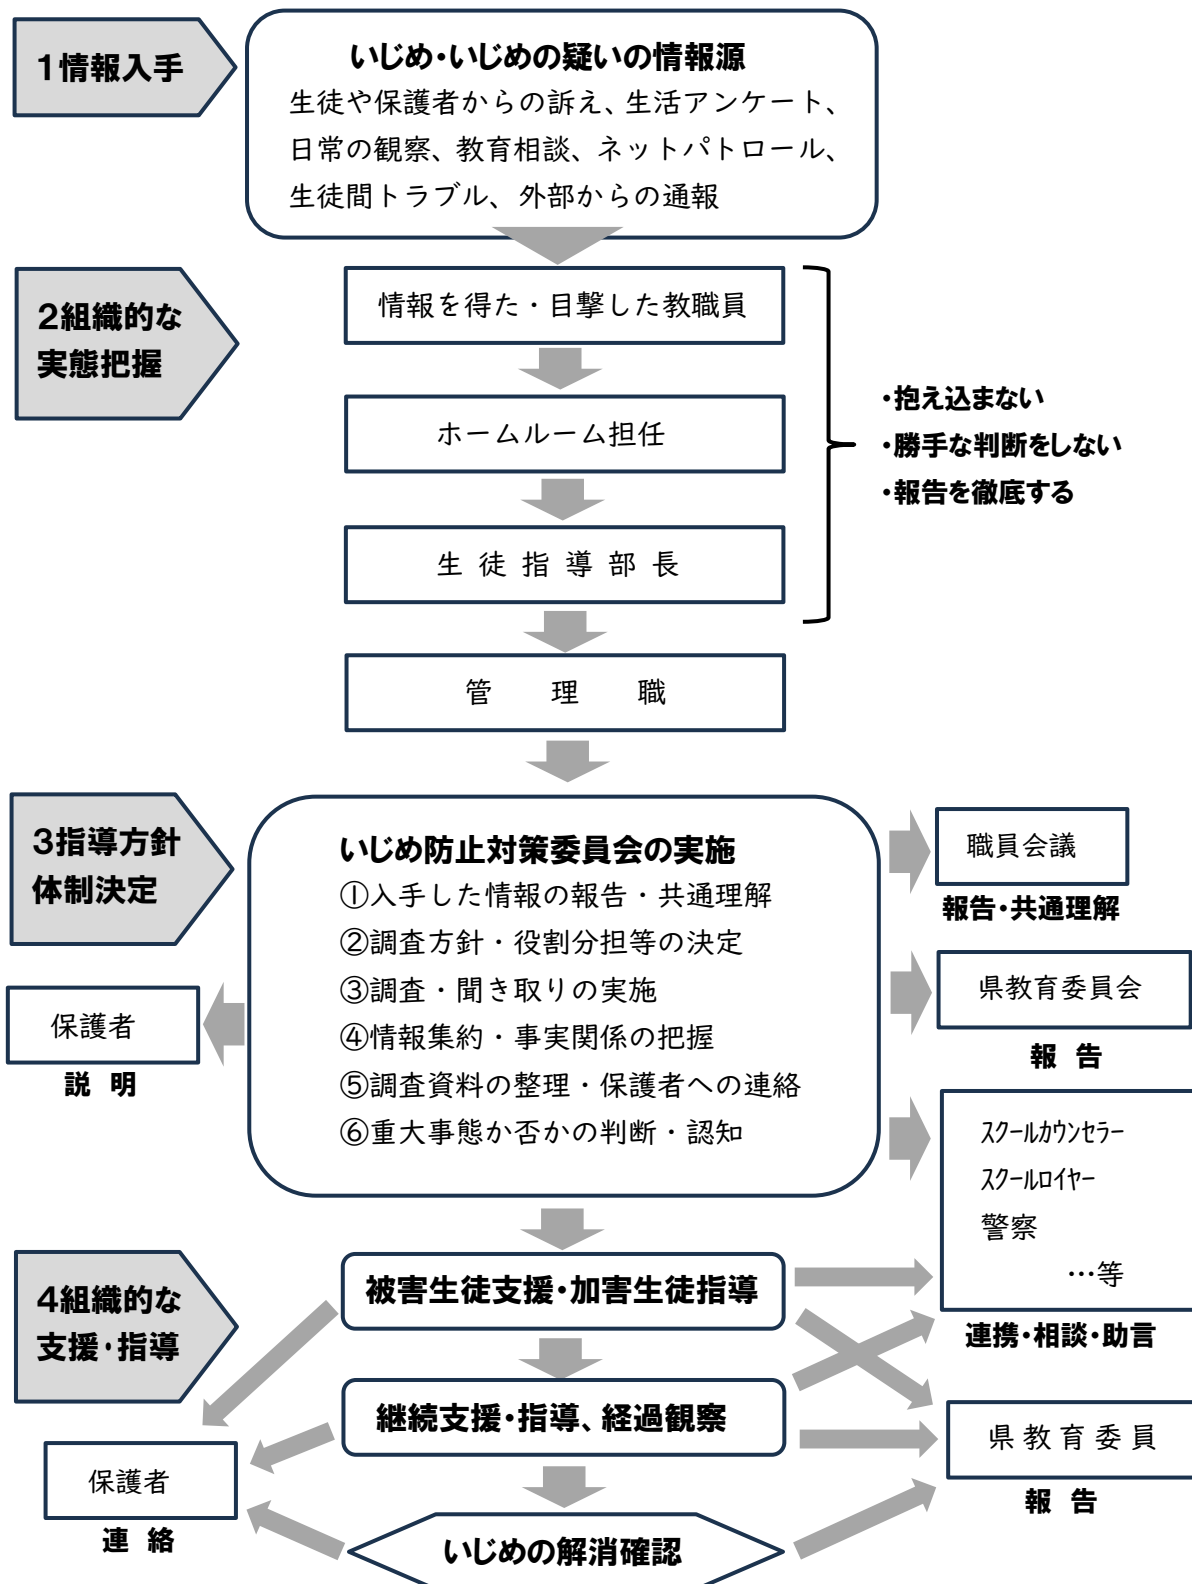 1情報入手
いじめ・いじめの疑いの情報源
生徒や保護者からの訴え、生活アンケート、
日常の観察、教育相談、ネットパトロール、
生徒間トラブル、外部からの通報
2組織的な
実態把握
情報を得た・目撃した教職員
ホームルーム担任
生徒指導部長
管理職
・抱え込まない
・勝手な判断をしない
・報告を徹底する
3指導方針
体制決定
いじめ防止対策委員会の実施
①入手した情報の報告・共通理解
②調査方針・役割分担等の決定
③調査・聞き取りの実施
④情報集約・事実関係の把握
⑤調査資料の整理・保護者への連絡
⑥重大事態か否かの判断・認知
職員会議
報告・共通理解
県教育委員会
報告
保護者
説明
スクールカウンセラー
スクールロイヤー
警察
…等
連携・相談・助言
4組織的な
支援・指導
被害生徒支援・加害生徒指導
継続支援・指導、経過観察
県教育委員
報告
保護者
連絡
いじめの解消確認